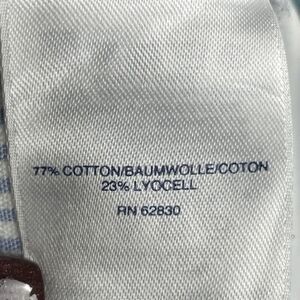 77% COTTON/BAUMWOLLE/COTON
23% LYOCELL
RN 62830